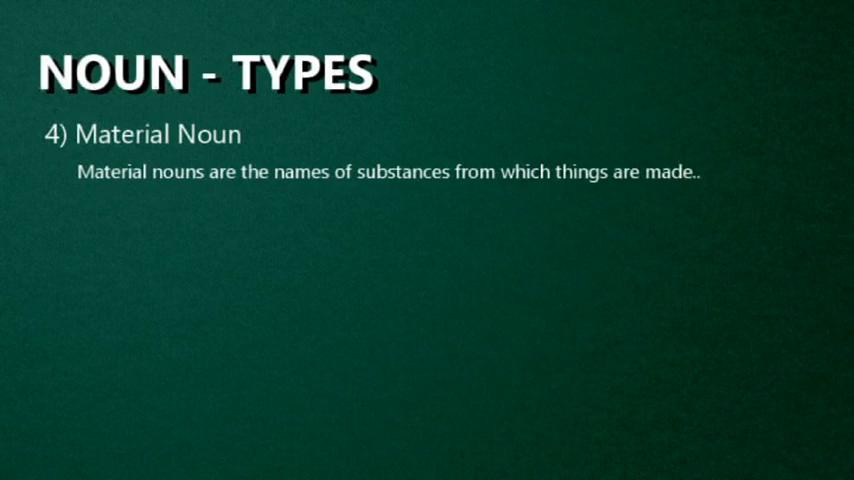 NOUN - TYPES
4) Material Noun
Material nouns are the names of substances from which things are made..